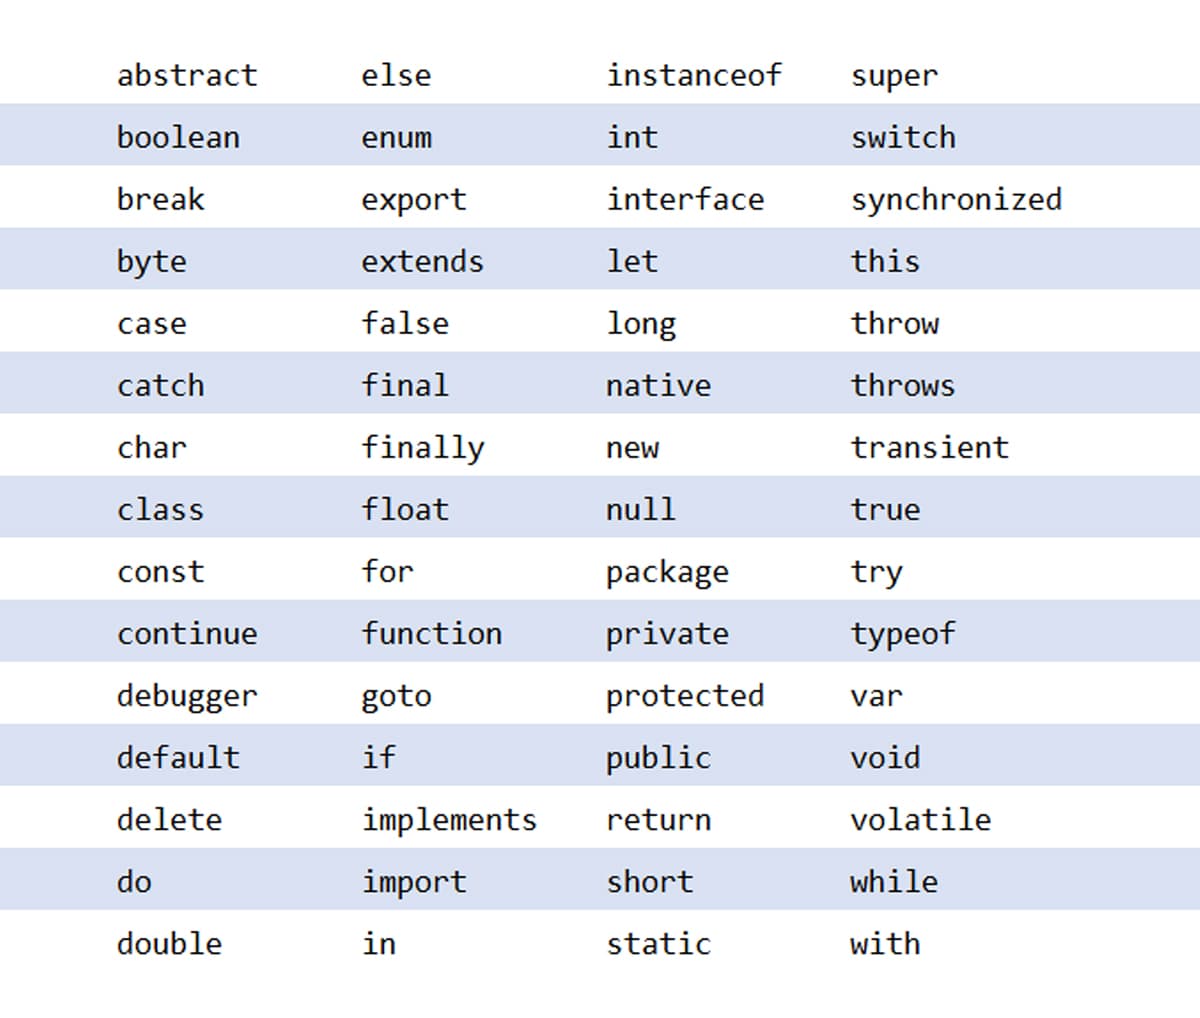 abstract else instanceof super
boolean enum int switch
break export interface synchronized
byte extends let this
case false long throw
catch final native throws
char finally new transient
class float null true
const for package try
continue function private typeof
debugger goto protected var
default if public void
delete implements return volatile
do import short while
double in static with